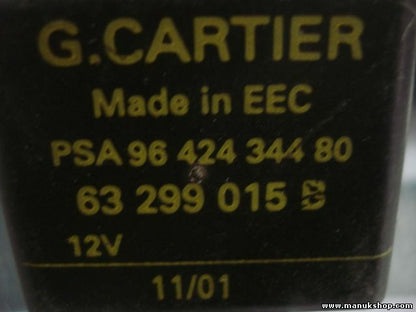 G.CARTIER
Made in EEC
PSA 96 424 344 80
63 299 015 B
12V
11/01
www.manukshop.com